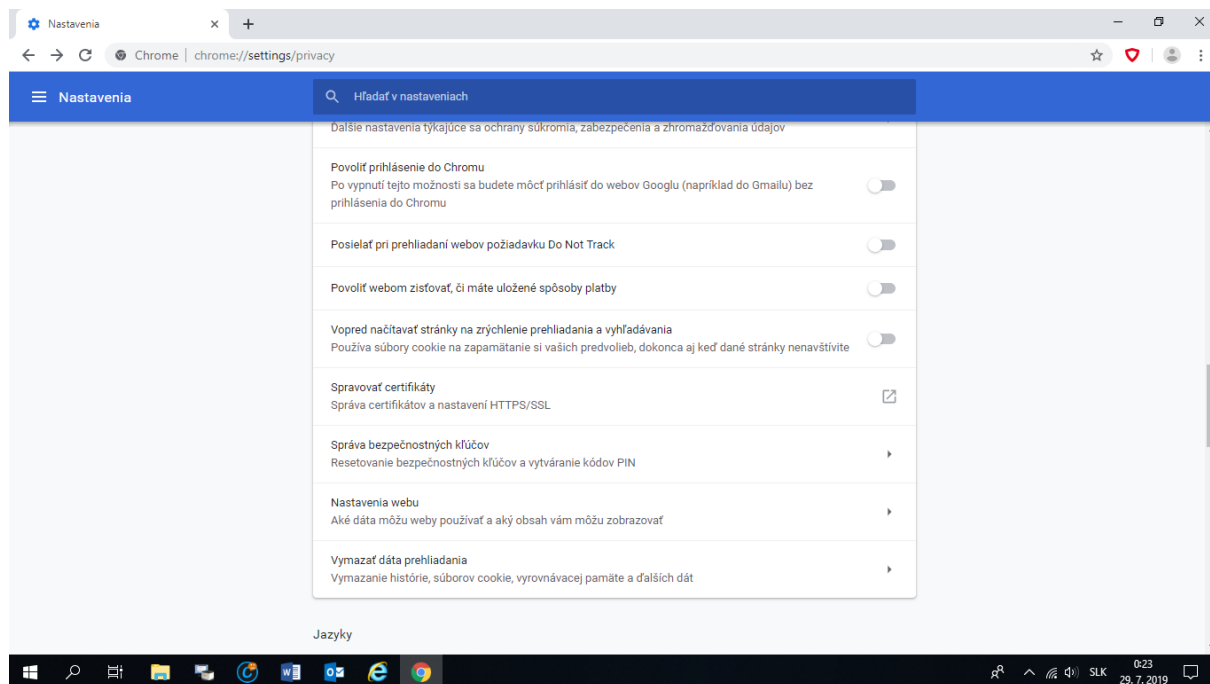 Nastavenia
Chrome | chrome://settings/privacy
Nastavenia
Hľadať v nastaveniach
Ďalšie nastavenia týkajúce sa ochrany súkromia, zabezpečenia a zhromažďovania údajov
Povoliť prihlásenie do Chromu
Po vypnutí tejto možnosti sa budete môcť prihlásiť do webov Googlu (napríklad do Gmailu) bez
prihlásenia do Chromu
Posielať pri prehliadaní webov požiadavku Do Not Track
Povoliť webom zisťovať, či máte uložené spôsoby platby
Vopred načítavať stránky na zrýchlenie prehliadania a vyhľadávania
Používa súbory cookie na zapamätanie si vašich predvolieb, dokonca aj keď dané stránky nenavštívite
Spravovať certifikáty
Správa certifikátov a nastavení HTTPS/SSL
Správa bezpečnostných kľúčov
Resetovanie bezpečnostných kľúčov a vytváranie kódov PIN
Nastavenia webu
Aké dáta môžu weby používať a aký obsah vám môžu zobrazovať
Vymazať dáta prehliadania
Vymazanie histórie, súborov cookie, vyrovnávacej pamäte a ďalších dát
Jazyky
SLK
0:23
29. 7. 2019